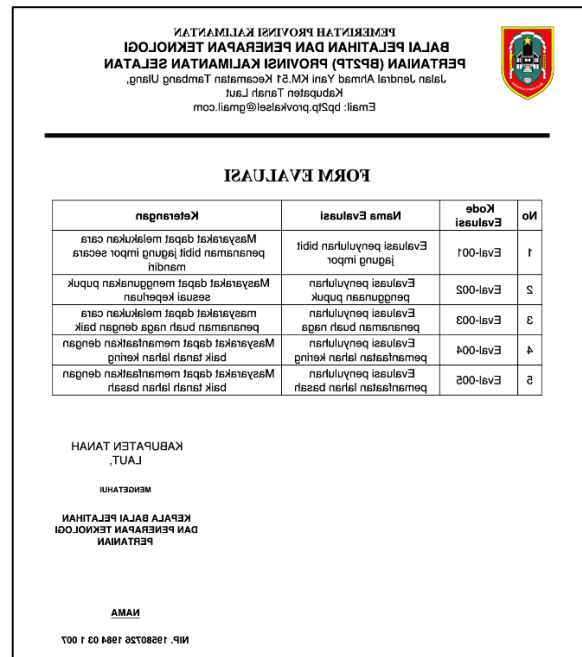 PEMERINTAH PROVINSI KALIMANTAN
BALAI PELATIHAN DAN PENERAPAN TEKNOLOGI
PERTANIAN (BP2TP) PROVINSI KALIMANTAN SELATAN
Jalan Jendral Ahmad Yani KM.51 Kecamatan Tambang Ulang,
Kabupaten Tanah Laut
Email: bp2tp.provkalsel@gmail.com
FORM EVALUASI
No Kode Evaluasi Nama Evaluasi Keterangan
1 Eval-001 Evaluasi penyuluyan bibit jagung impor Masyarakat dapat melakukakan cara penanaman bibit jagung impor secara mandiri
2 Eval-002 Evaluasi penyuluhan penggunaan pupuk Masyarakat dapat menggunakan pupuk sesuai keperluan
3 Eval-003 Evaluasi penyuluhan penanaman buah naga masyarakat dapat melakukakan cara penanaman buah naga dengan baik
4 Eval-004 Evaluasi penyuluhan pemanfaatan lahan kering Masyarakat dapat memanfaatkan dengan baik tanah lahan kering
5 Eval-005 Evaluasi penyuluyan pemanfaatan lahan basah Masyarakat dapat memanfaatkan dengan baik tanah lahan basah
KABUPATEN TANAH
LAUT,
MENGETAHUI
KEPALA BALAI PELATIHAN
DAN PENERAPAN TEKNOLOGI
PERTANIAN
NAMA
NIP. 19580726 1984 03 1 007